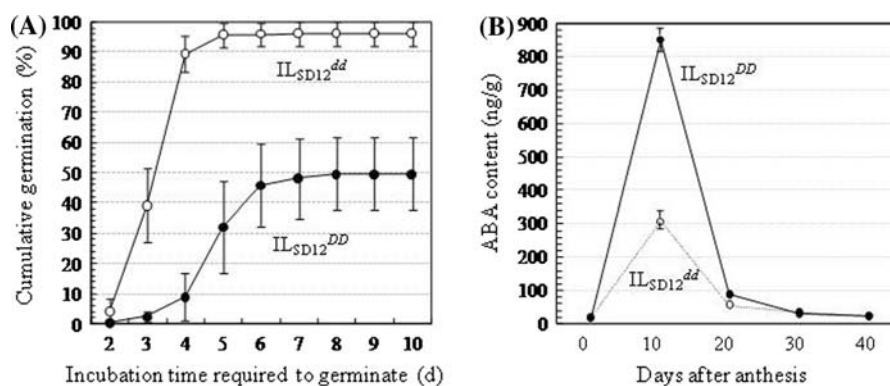 (A)
Cumulative germination (%)
100
90
80
70
60
50
40
30
20
10
0
IL_SD12^dd
IL_SD12^DD
2 3 4 5 6 7 8 9 10
Incubation time required to germinate (d)
(B)
ABA content (ng/g)
900
800
700
600
500
400
300
200
100
0
IL_SD12^DD
IL_SD12^dd
0 10 20 30 40
Days after anthesis